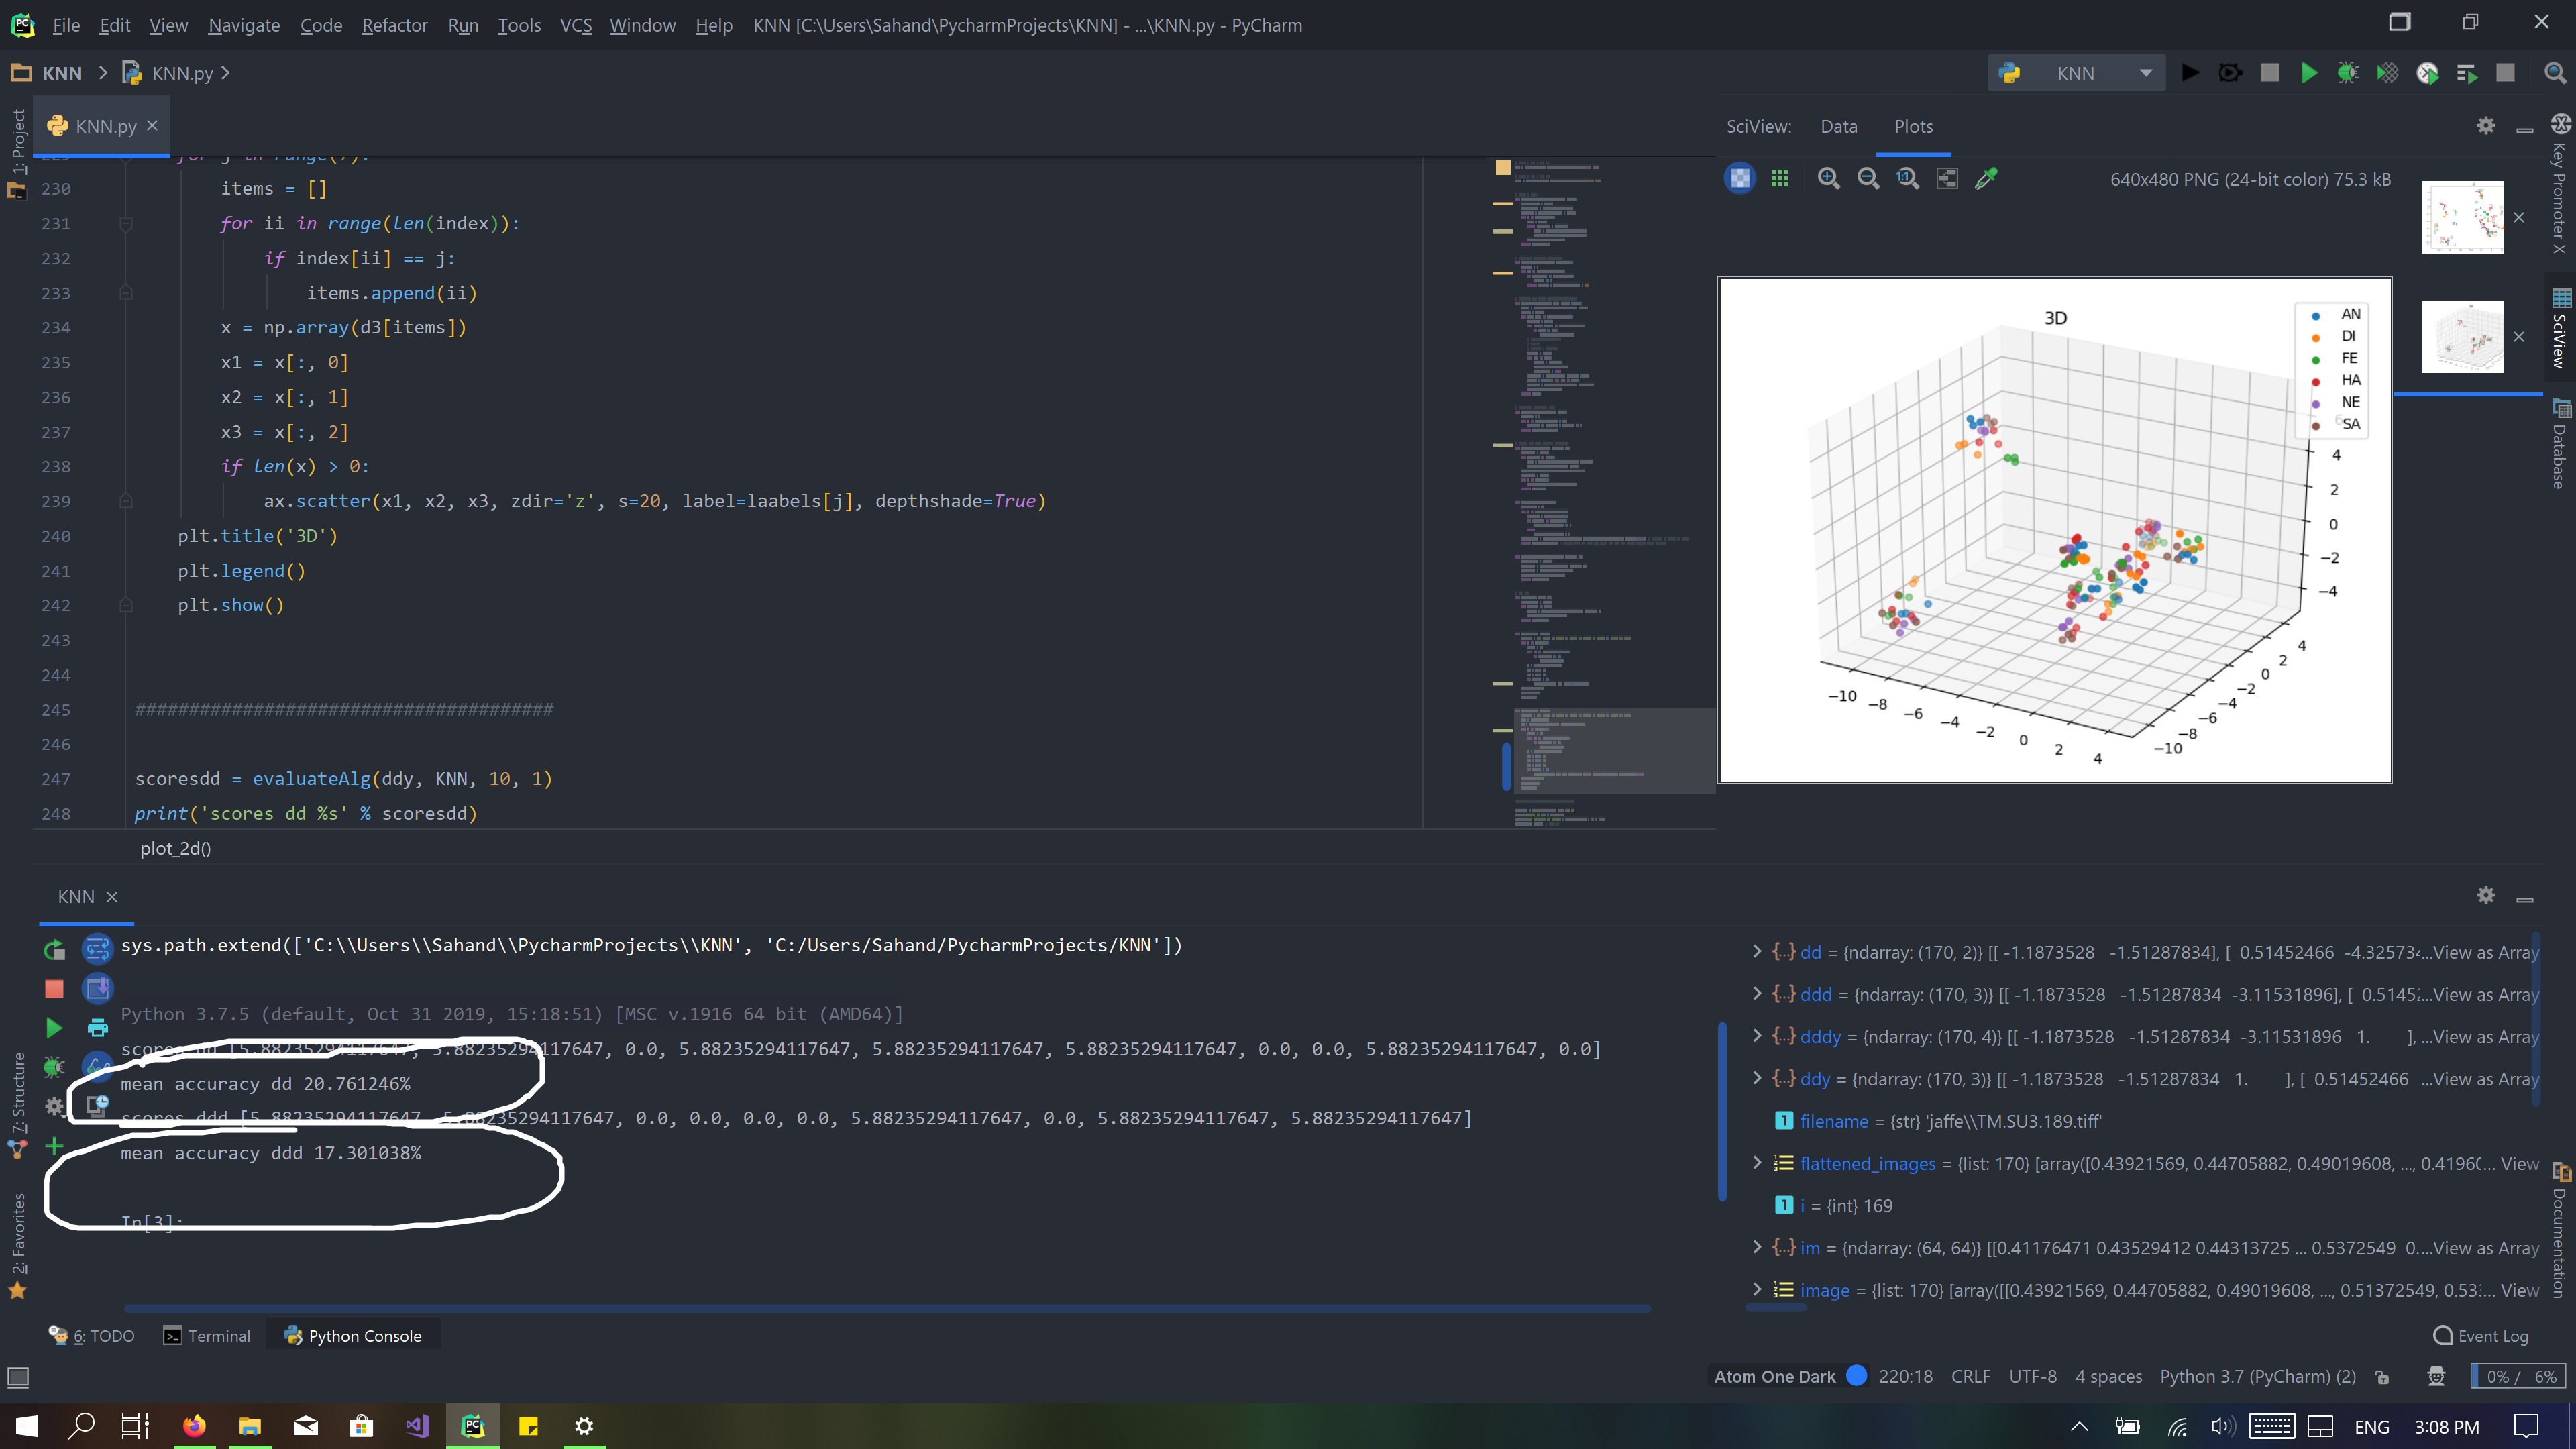 File Edit View Navigate Code Refactor Run Tools VCS Window Help KNN [C:\Users\Sahand\PycharmProjects\KNN] - ...\KNN.py - PyCharm
KNN KNN.py
KNN
1: Project
KNN.py
230 items = []
231 for ii in range(len(index)):
232 if index[ii] == j:
233 items.append(ii)
234 x = np.array(d3[items])
235 x1 = x[:, 0]
236 x2 = x[:, 1]
237 x3 = x[:, 2]
238 if len(x) > 0:
239 ax.scatter(x1, x2, x3, zdir='z', s=20, label=laabels[j], depthshade=True)
240 plt.title('3D')
241 plt.legend()
242 plt.show()
243
244
245 #######################################
246
247 scoresdd = evaluateAlg(ddy, KNN, 10, 1)
248 print('scores dd %s' % scoresdd)
plot_2d()
SciView: Data Plots
640x480 PNG (24-bit color) 75.3 kB
3D
AN
DI
FE
HA
NE
SA
6
4
2
0
−2
−4
−10 −8 −6 −4 −2 0 2 4
−10 −8 −6 −4 −2 0 2 4
Key Promoter X
SciView
Database
Documentation
KNN
sys.path.extend(['C:\\Users\\Sahand\\PycharmProjects\\KNN', 'C:/Users/Sahand/PycharmProjects/KNN'])
Python 3.7.5 (default, Oct 31 2019, 15:18:51) [MSC v.1916 64 bit (AMD64)]
scores dd [5.88235294117647, 5.88235294117647, 0.0, 5.88235294117647, 5.88235294117647, 5.88235294117647, 0.0, 0.0, 5.88235294117647, 0.0]
mean accuracy dd 20.761246%
scores ddd [5.88235294117647, 5.88235294117647, 0.0, 0.0, 0.0, 0.0, 5.88235294117647, 0.0, 5.88235294117647, 5.88235294117647]
mean accuracy ddd 17.301038%
In[3]:
dd = {ndarray: (170, 2)} [[ -1.1873528 -1.51287834], [ 0.51452466 -4.32573...View as Array
ddd = {ndarray: (170, 3)} [[ -1.1873528 -1.51287834 -3.11531896], [ 0.5145...View as Array
dddy = {ndarray: (170, 4)} [[ -1.1873528 -1.51287834 -3.11531896 1. ], ...View as Array
ddy = {ndarray: (170, 3)} [[ -1.1873528 -1.51287834 1. ], [ 0.51452466 ...View as Array
filename = {str} 'jaffe\\TM.SU3.189.tiff'
flattened_images = {list: 170} [array([0.43921569, 0.44705882, 0.49019608, ..., 0.4196... View
i = {int} 169
im = {ndarray: (64, 64)} [[0.41176471 0.43529412 0.44313725 ... 0.5372549 0....View as Array
image = {list: 170} [array([[0.43921569, 0.44705882, 0.49019608, ..., 0.51372549, 0.53... View
7: Structure
2: Favorites
6: TODO Terminal Python Console Event Log
Atom One Dark 220:18 CRLF UTF-8 4 spaces Python 3.7 (PyCharm) (2) 0% / 6%
ENG 3:08 PM